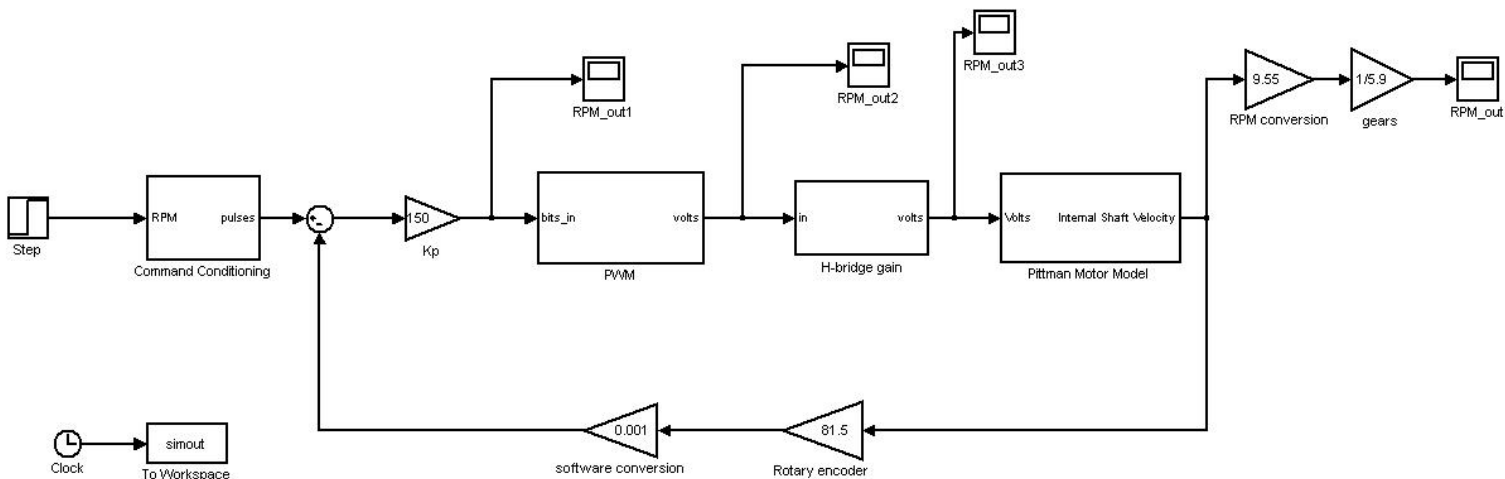 RPM_out3
RPM_out1
RPM_out2
9.55
1/5.9
RPM conversion
gears
RPM_out
Step
RPM pulses
Command Conditioning
+
-
150
Kp
bits_in volts
PWM
in volts
H-bridge gain
Volts Internal Shaft Velocity
Pittman Motor Model
0.001
software conversion
81.5
Rotary encoder
Clock
simout
To Workspace